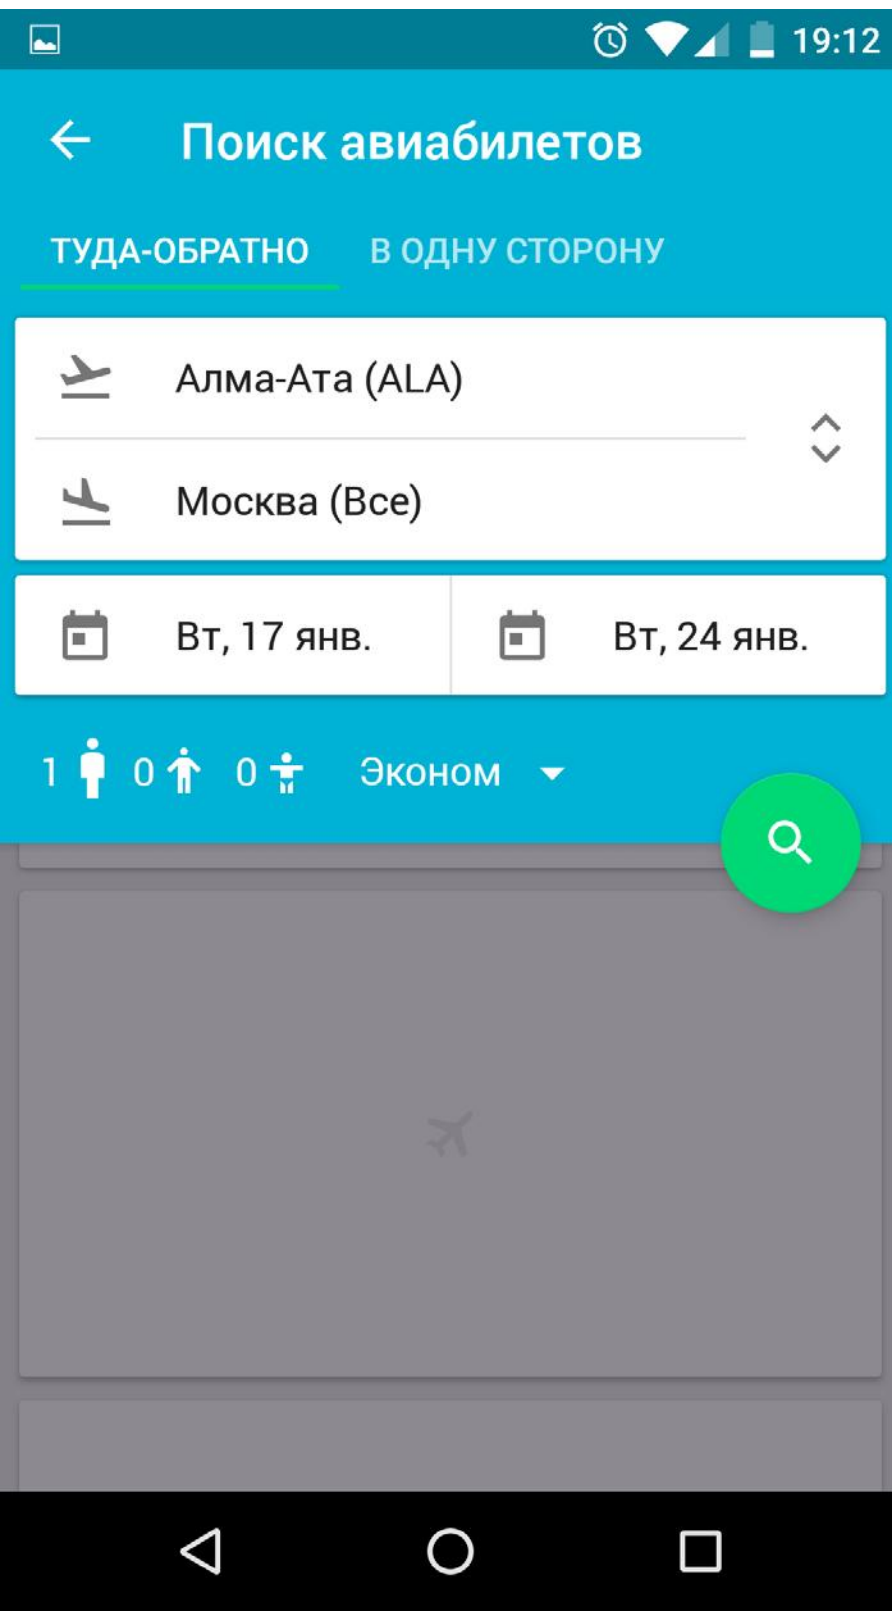 19:12
Поиск авиабилетов
ТУДА-ОБРАТНО В ОДНУ СТОРОНУ
Алма-Ата (ALA)
Москва (Все)
Вт, 17 янв. Вт, 24 янв.
1 0 0 Эконом